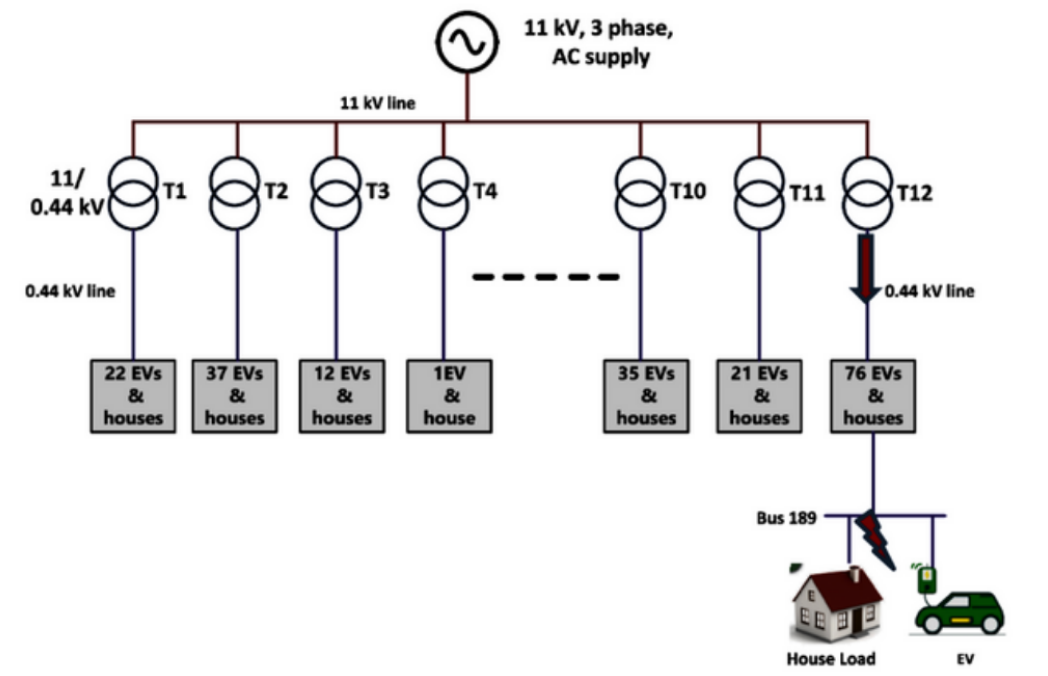 11 kV, 3 phase,
AC supply
11 kV line
11/
0.44 kV
T1
T2
T3
T4
T10
T11
T12
0.44 kV line
0.44 kV line
22 EVs
&
houses
37 EVs
&
houses
12 EVs
&
houses
1EV
&
house
35 EVs
&
houses
21 EVs
&
houses
76 EVs
&
houses
Bus 189
House Load
EV